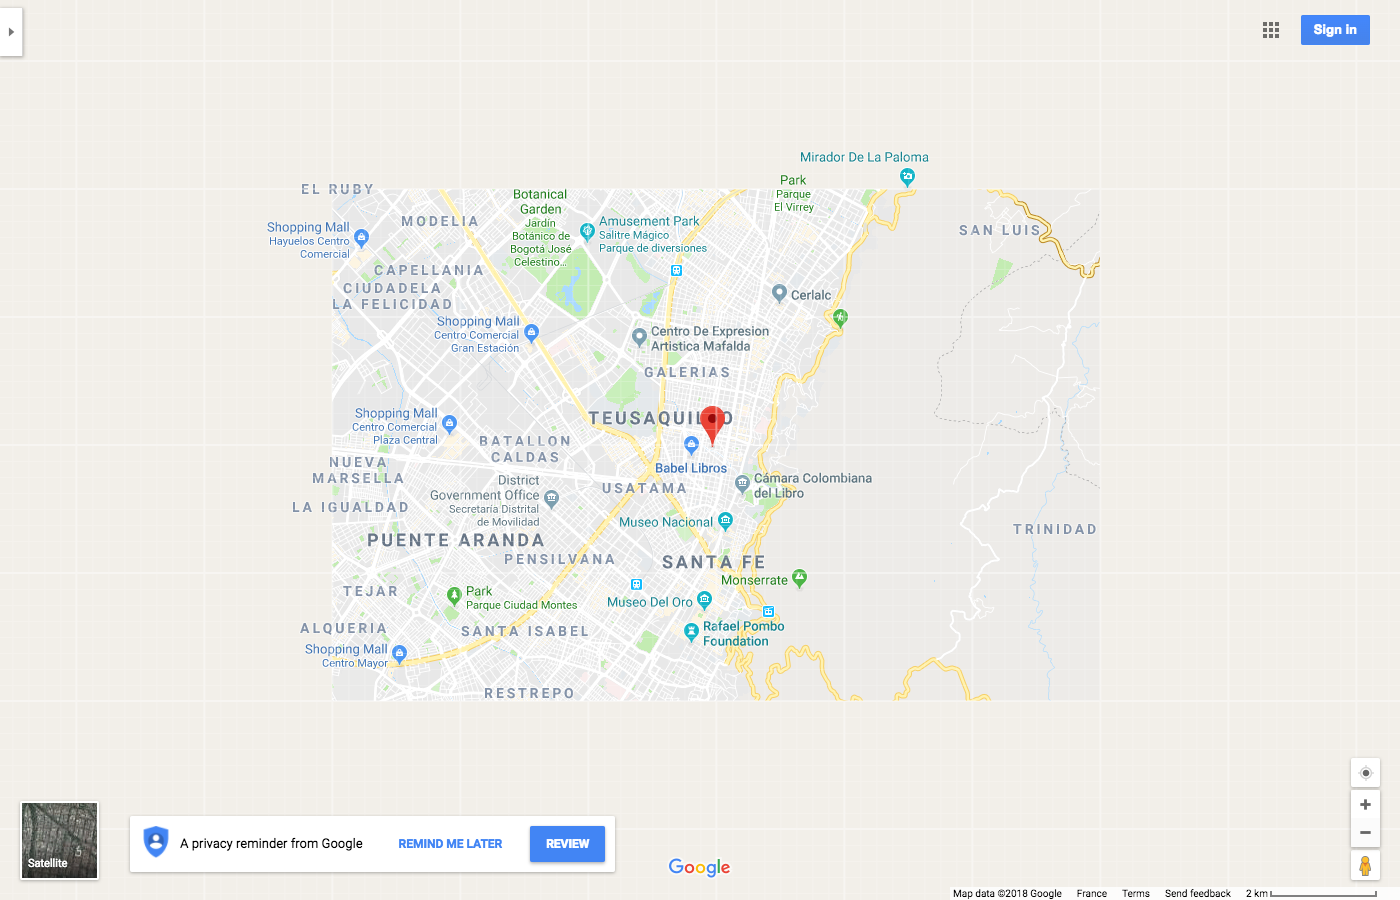 Sign in
Mirador De La Paloma
Park
Parque
El Virrey
EL RUBY
Botanical
Garden
Jardín
Botánico de
Bogotá José
Celestino...
MODELIA
Amusement Park
Salitre Mágico
Parque de diversiones
Shopping Mall
Hayuelos Centro
Comercial
SAN LUIS
CAPELLANIA
CIUDADELA
LA FELICIDAD
Cerlalc
Shopping Mall
Centro Comercial
Gran Estación
Centro De Expresion
Artistica Mafalda
GALERIAS
Shopping Mall
Centro Comercial
Plaza Central
BATALLON
CALDAS
Babel Libros
NUEVA
MARSELLA
District
Government Office
Secretaría Distrital
de Movilidad
USATAMA
Cámara Colombiana
del Libro
LA IGUALDAD
Museo Nacional
TRINIDAD
PUENTE ARANDA
PENSILVANA
SANTA FE
Monserrate
TEJAR
Park
Parque Ciudad Montes
Museo Del Oro
ALQUERIA
SANTA ISABEL
Rafael Pombo
Foundation
Shopping Mall
Centro Mayor
RESTREPO
Satellite
A privacy reminder from Google
REMIND ME LATER
REVIEW
Google
Map data ©2018 Google France Terms Send feedback 2 km